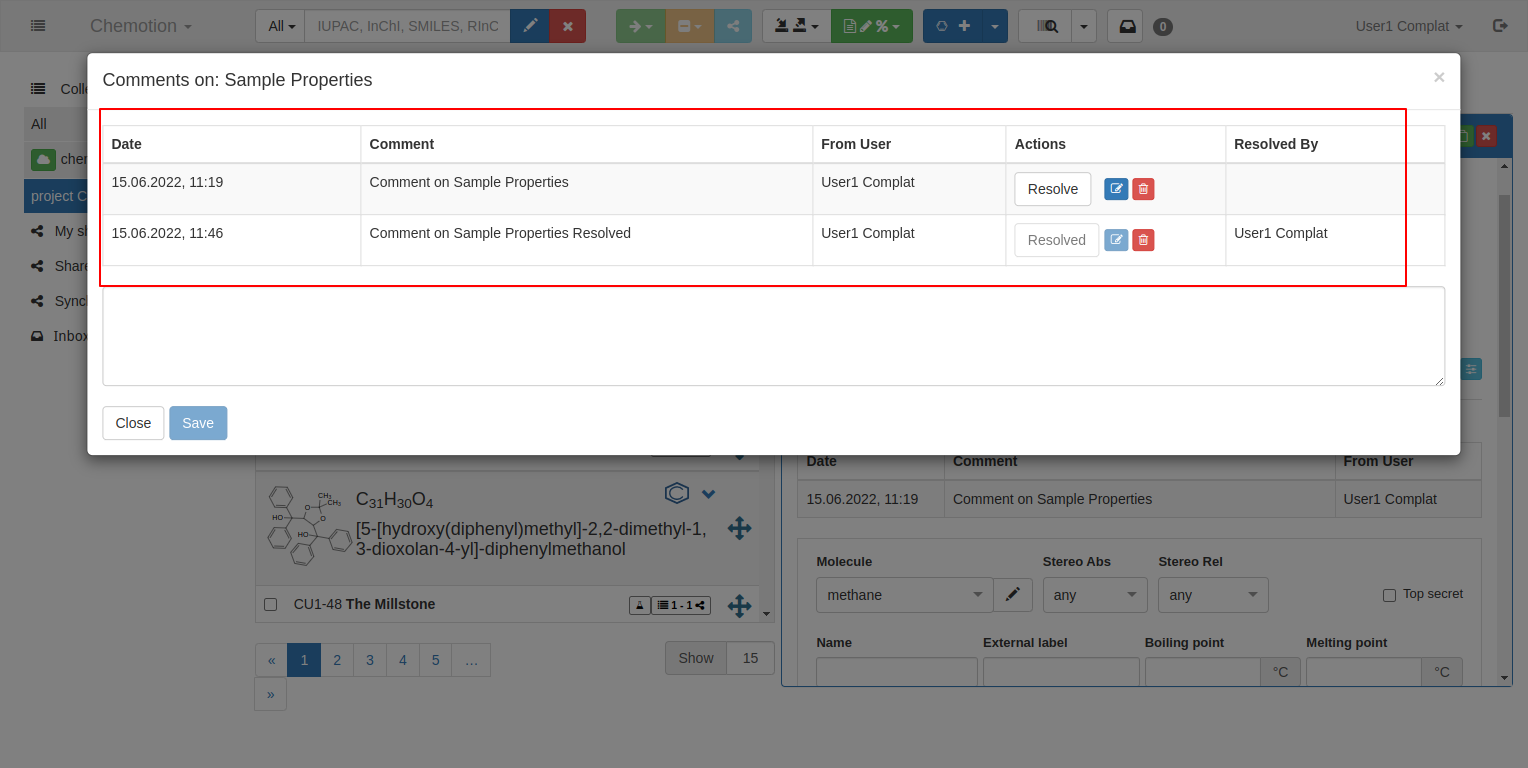 Chemotion
All
IUPAC, InChI, SMILES, RInC
0
User1 Complat
Comments on: Sample Properties
×
Date Comment From User Actions Resolved By
15.06.2022, 11:19 Comment on Sample Properties User1 Complat Resolve
15.06.2022, 11:46 Comment on Sample Properties Resolved User1 Complat Resolved User1 Complat
Close Save
Colle
All
chem
project C
My sh
Share
Synch
Inbox
C31H30O4
[5-[hydroxy(diphenyl)methyl]-2,2-dimethyl-1,
3-dioxolan-4-yl]-diphenylmethanol
CH3
CH3
O
O
HO
HO
CU1-48 The Millstone 1 - 1
« 1 2 3 4 5 …
»
Show 15
Date Comment From User
15.06.2022, 11:19 Comment on Sample Properties User1 Complat
Molecule Stereo Abs Stereo Rel
methane any any Top secret
Name External label Boiling point Melting point
°C °C